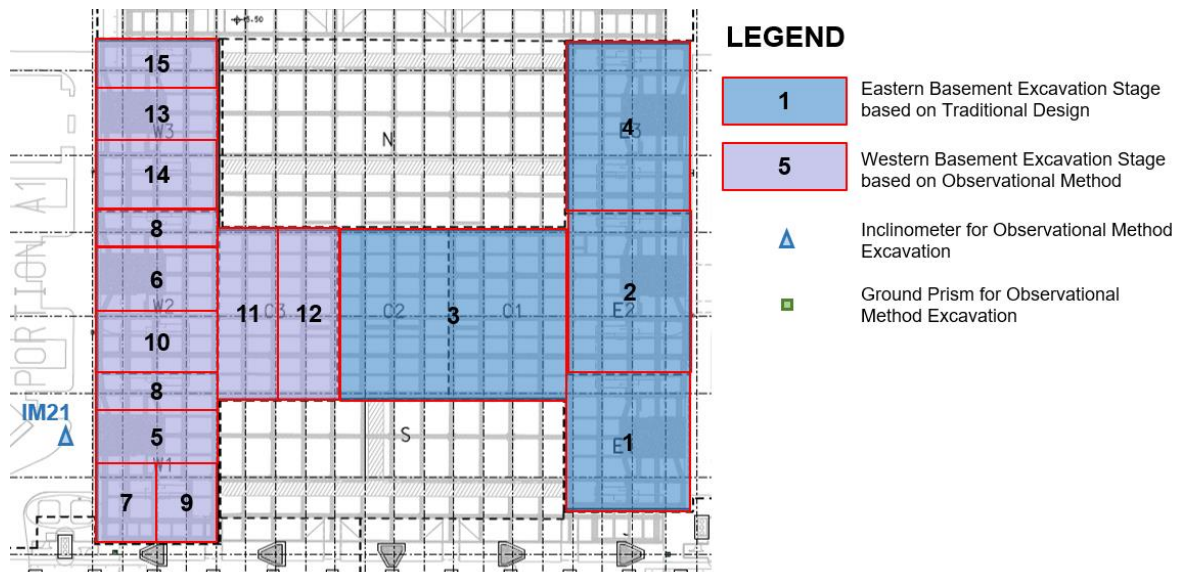 5.50
15
13
W3
14
8
6
W2
10
8
5
W1
7
9
PORTION A1
IM21
N
11
C3
12
C2
3
C1
S
4
E3
2
E2
1
LEGEND
1
Eastern Basement Excavation Stage
based on Traditional Design
5
Western Basement Excavation Stage
based on Observational Method
Inclinometer for Observational Method
Excavation
Ground Prism for Observational
Method Excavation